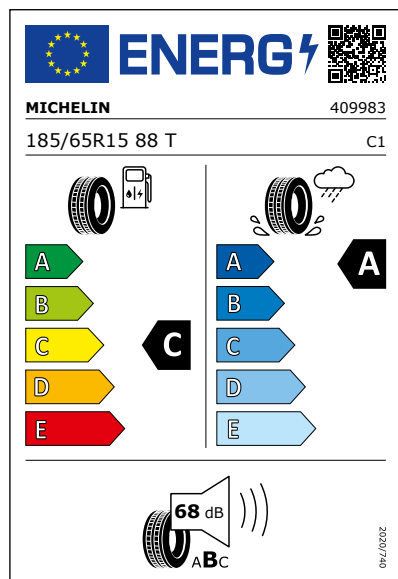 ENERG
MICHELIN 409983
185/65R15 88 T C1
A A
B B
C C
D D
E E
C
A
68 dB
ABC
2020/740